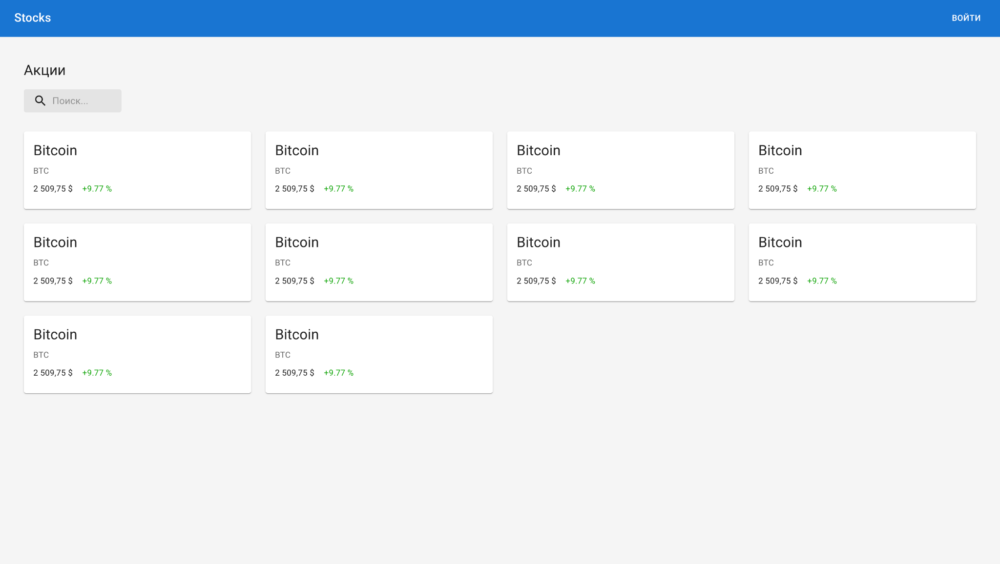 Stocks ВОЙТИ
Акции
Поиск...
Bitcoin Bitcoin Bitcoin Bitcoin
BTC BTC BTC BTC
2 509,75 $ +9.77 % 2 509,75 $ +9.77 % 2 509,75 $ +9.77 % 2 509,75 $ +9.77 %
Bitcoin Bitcoin Bitcoin Bitcoin
BTC BTC BTC BTC
2 509,75 $ +9.77 % 2 509,75 $ +9.77 % 2 509,75 $ +9.77 % 2 509,75 $ +9.77 %
Bitcoin Bitcoin
BTC BTC
2 509,75 $ +9.77 % 2 509,75 $ +9.77 %